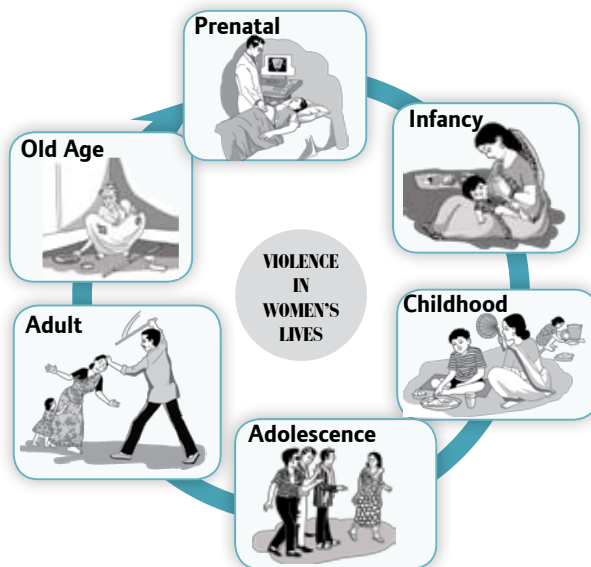 Prenatal
Infancy
Childhood
Adolescence
Adult
Old Age
VIOLENCE
IN
WOMEN'S
LIVES